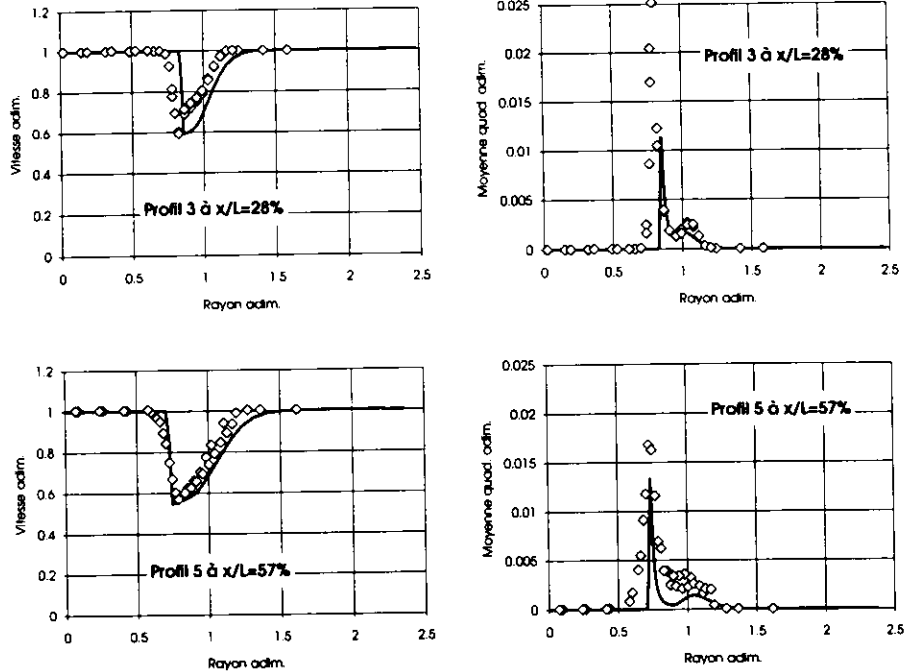 1.2
1
0.8
0.6
0.4
0.2
0
Vitesse adim.
Profil 3 à x/L=28%
0 0.5 1 1.5 2 2.5
Rayon adim.
0.025
0.02
0.015
0.01
0.005
0
Moyenne quad. adim.
Profil 3 à x/L=28%
0 0.5 1 1.5 2 2.5
Rayon adim.
1.2
1
0.8
0.6
0.4
0.2
0
Vitesse adim.
Profil 5 à x/L=57%
0 0.5 1 1.5 2 2.5
Rayon adim.
0.025
0.02
0.015
0.01
0.005
0
Moyenne quad. adim.
Profil 5 à x/L=57%
0 0.5 1 1.5 2 2.5
Rayon adim.